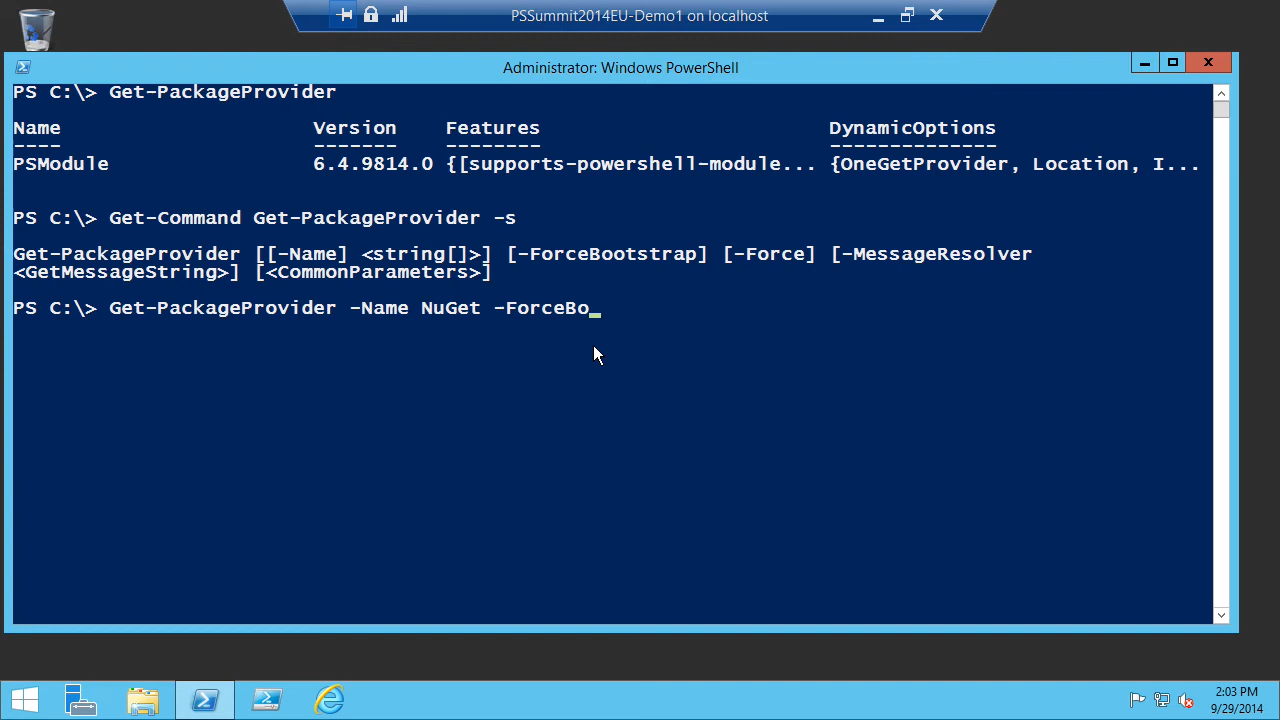 PSSummit2014EU-Demo1 on localhost
Administrator: Windows PowerShell
PS C:\> Get-PackageProvider
Name Version Features DynamicOptions
---- ------- -------- --------------
PSModule 6.4.9814.0 {[supports-powershell-module... {OneGetProvider, Location, I...
PS C:\> Get-Command Get-PackageProvider -s
Get-PackageProvider [[-Name] <string[]>] [-ForceBootstrap] [-Force] [-MessageResolver
<GetMessageString>] [<CommonParameters>]
PS C:\> Get-PackageProvider -Name NuGet -ForceBo_
2:03 PM
9/29/2014